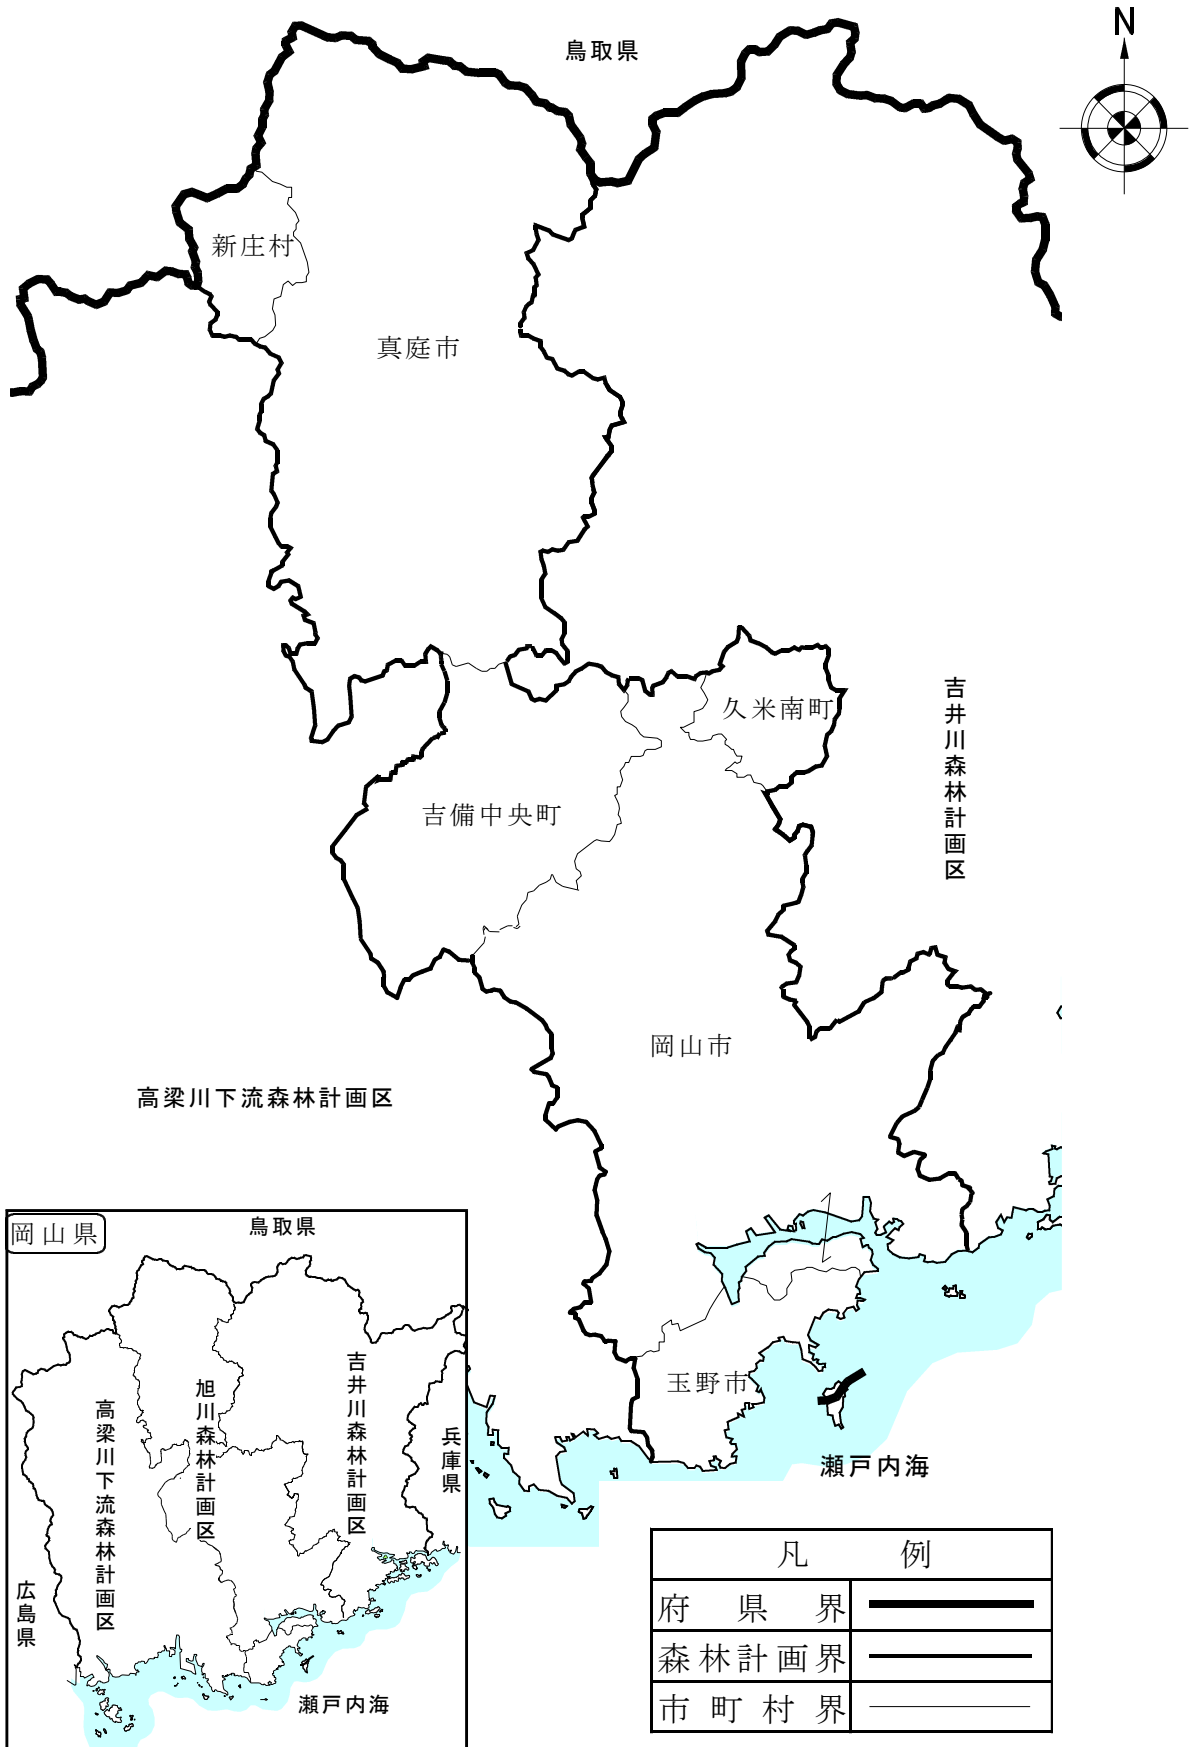 N
鳥取県
新庄村
真庭市
久米南町
吉井川森林計画区
吉備中央町
岡山市
高梁川下流森林計画区
玉野市
瀬戸内海
岡山県
鳥取県
旭川森林計画区
吉井川森林計画区
高梁川下流森林計画区
兵庫県
広島県
瀬戸内海
凡 例
府 県 界
森林計画界
市 町 村 界